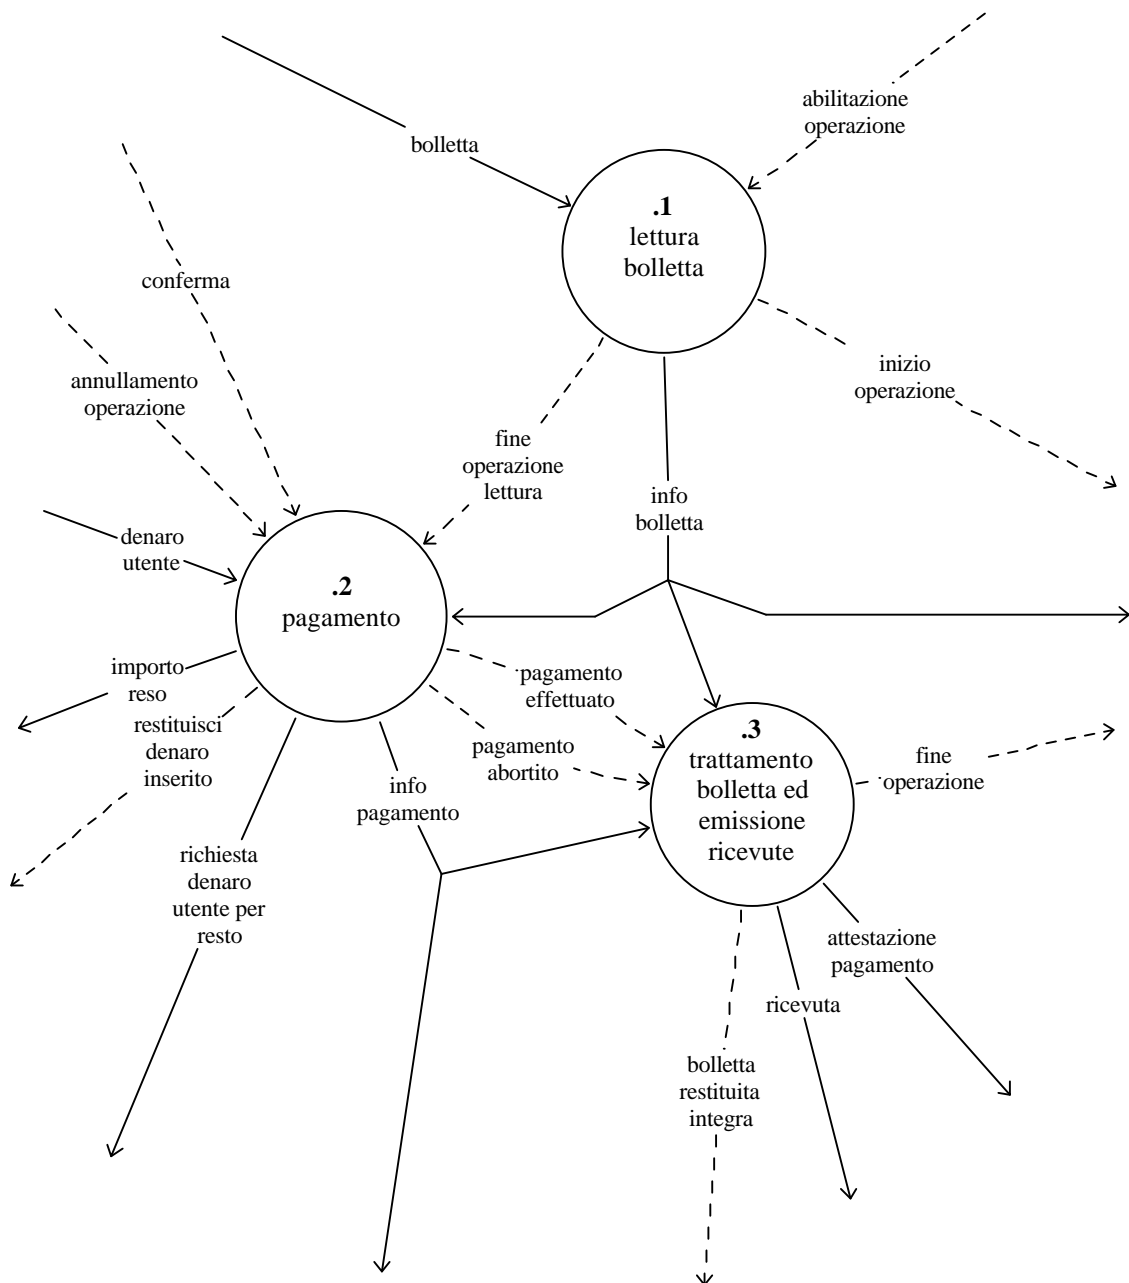 abilitazione
operazione
bolletta
.1
lettura
bolletta
conferma
annullamento
operazione
inizio
operazione
fine
operazione
lettura
info
bolletta
denaro
utente
.2
pagamento
importo
reso
restituisci
denaro
inserito
pagamento
effettuato
pagamento
abortito
info
pagamento
.3
trattamento
bolletta ed
emissione
ricevute
fine
operazione
richiesta
denaro
utente per
resto
attestazione
pagamento
ricevuta
bolletta
restituita
integra